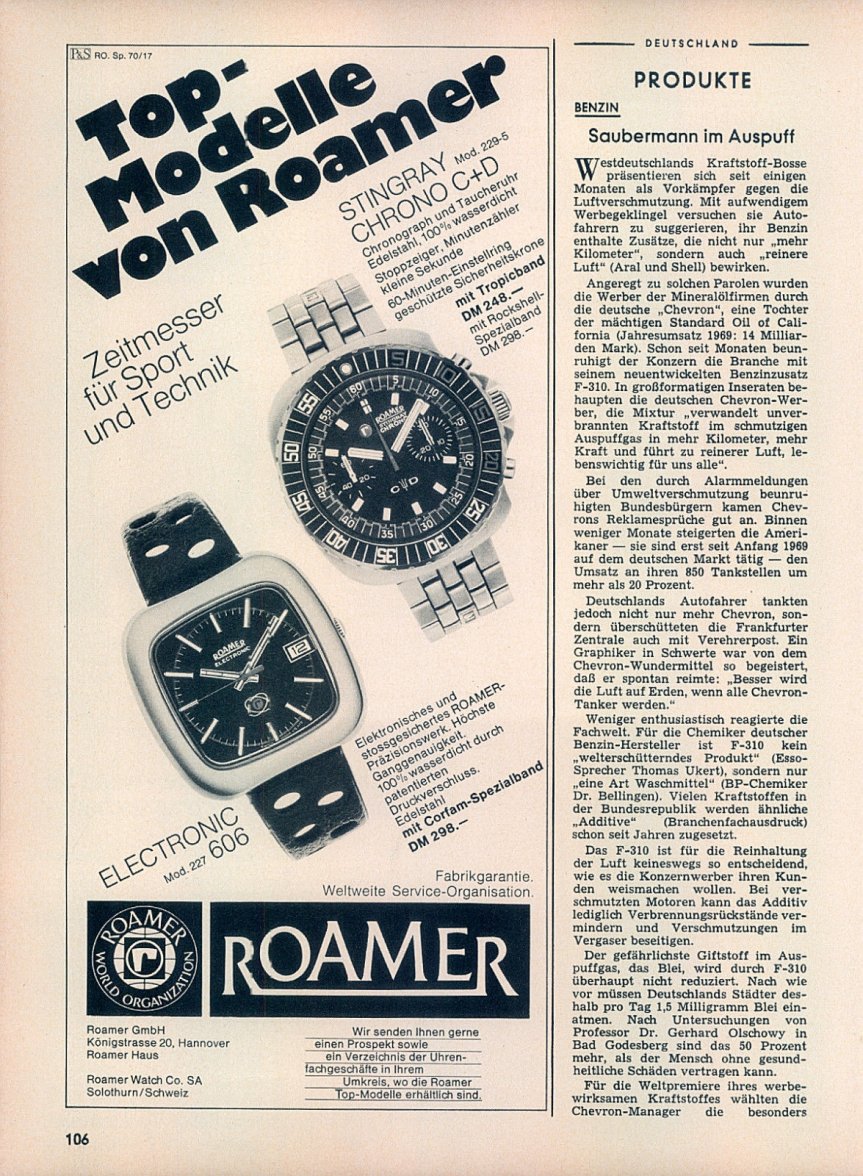 P&S RO. Sp. 70/17
Top-
Modelle
von Roamer
STINGRAY Mod. 229-5
CHRONO C+D
Chronograph und Taucheruhr
Edelstahl, 100% wasserdicht
Stoppzeiger, Minutenzähler
kleine Sekunde
60-Minuten-Einstellring
geschützte Sicherheitskrone
mit Tropicband
DM 248.—
mit Rockshell-
Spezialband
DM 298.—
Zeitmesser
für Sport
und Technik
ROAMER
STINGRAY
CHRONO
C+D
ROAMER
ELECTRONIC
12
Elektronisches und
stossgesichertes ROAMER-
Präzisionswerk. Höchste
Ganggenauigkeit.
100% wasserdicht durch
patentierten
Druckverschluss.
Edelstahl
mit Corfam-Spezialband
DM 298.—
ELECTRONIC
Mod. 227 606
Fabrikgarantie.
Weltweite Service-Organisation.
ROAMER
r
WORLD ORGANIZATION
ROAMER
Roamer GmbH
Königstrasse 20, Hannover
Roamer Haus
Roamer Watch Co. SA
Solothurn/Schweiz
Wir senden Ihnen gerne
einen Prospekt sowie
ein Verzeichnis der Uhren-
fachgeschäfte in Ihrem
Umkreis, wo die Roamer
Top-Modelle erhältlich sind.
106
DEUTSCHLAND
PRODUKTE
BENZIN
Saubermann im Auspuff
Westdeutschlands Kraftstoff-Bosse
präsentieren sich seit einigen
Monaten als Vorkämpfer gegen die
Luftverschmutzung. Mit aufwendigem
Werbegeklingel versuchen sie Auto-
fahrern zu suggerieren, ihr Benzin
enthalte Zusätze, die nicht nur „mehr
Kilometer“, sondern auch „reinere
Luft“ (Aral und Shell) bewirken.
Angeregt zu solchen Parolen wurden
die Werber der Mineralölfirmen durch
die deutsche „Chevron“, eine Tochter
der mächtigen Standard Oil of Cali-
fornia (Jahresumsatz 1969: 14 Milliar-
den Mark). Schon seit Monaten beun-
ruhigt der Konzern die Branche mit
seinem neuentwickelten Benzinzusatz
F-310. In großformatigen Inseraten be-
haupten die deutschen Chevron-Wer-
ber, die Mixtur „verwandelt unver-
brannten Kraftstoff im schmutzigen
Auspuffgas in mehr Kilometer, mehr
Kraft und führt zu reinerer Luft, le-
benswichtig für uns alle“.
Bei den durch Alarmmeldungen
über Umweltverschmutzung beunru-
higten Bundesbürgern kamen Chev-
rons Reklamesprüche gut an. Binnen
weniger Monate steigerten die Ameri-
kaner — sie sind erst seit Anfang 1969
auf dem deutschen Markt tätig — den
Umsatz an ihren 850 Tankstellen um
mehr als 20 Prozent.
Deutschlands Autofahrer tankten
jedoch nicht nur mehr Chevron, son-
dern überschütteten die Frankfurter
Zentrale auch mit Verehrerpost. Ein
Graphiker in Schwerte war von dem
Chevron-Wundermittel so begeistert,
daß er spontan reimte: „Besser wird
die Luft auf Erden, wenn alle Chevron-
Tanker werden.“
Weniger enthusiastisch reagierte die
Fachwelt. Für die Chemiker deutscher
Benzin-Hersteller ist F-310 kein
„welterschütterndes Produkt“ (Esso-
Sprecher Thomas Ukert), sondern nur
„eine Art Waschmittel“ (BP-Chemiker
Dr. Bellingen). Vielen Kraftstoffen in
der Bundesrepublik werden ähnliche
„Additive“ (Branchenfachausdruck)
schon seit Jahren zugesetzt.
Das F-310 ist für die Reinhaltung
der Luft keineswegs so entscheidend,
wie es die Konzernwerber ihren Kun-
den weismachen wollen. Bei ver-
schmutzten Motoren kann das Additiv
lediglich Verbrennungsrückstände ver-
mindern und Verschmutzungen im
Vergaser beseitigen.
Der gefährlichste Giftstoff im Aus-
puffgas, das Blei, wird durch F-310
überhaupt nicht reduziert. Nach wie
vor müssen Deutschlands Städter des-
halb pro Tag 1,5 Milligramm Blei ein-
atmen. Nach Untersuchungen von
Professor Dr. Gerhard Olschowy in
Bad Godesberg sind das 50 Prozent
mehr, als der Mensch ohne gesund-
heitliche Schäden vertragen kann.
Für die Weltpremiere ihres werbe-
wirksamen Kraftstoffes wählten die
Chevron-Manager die besonders